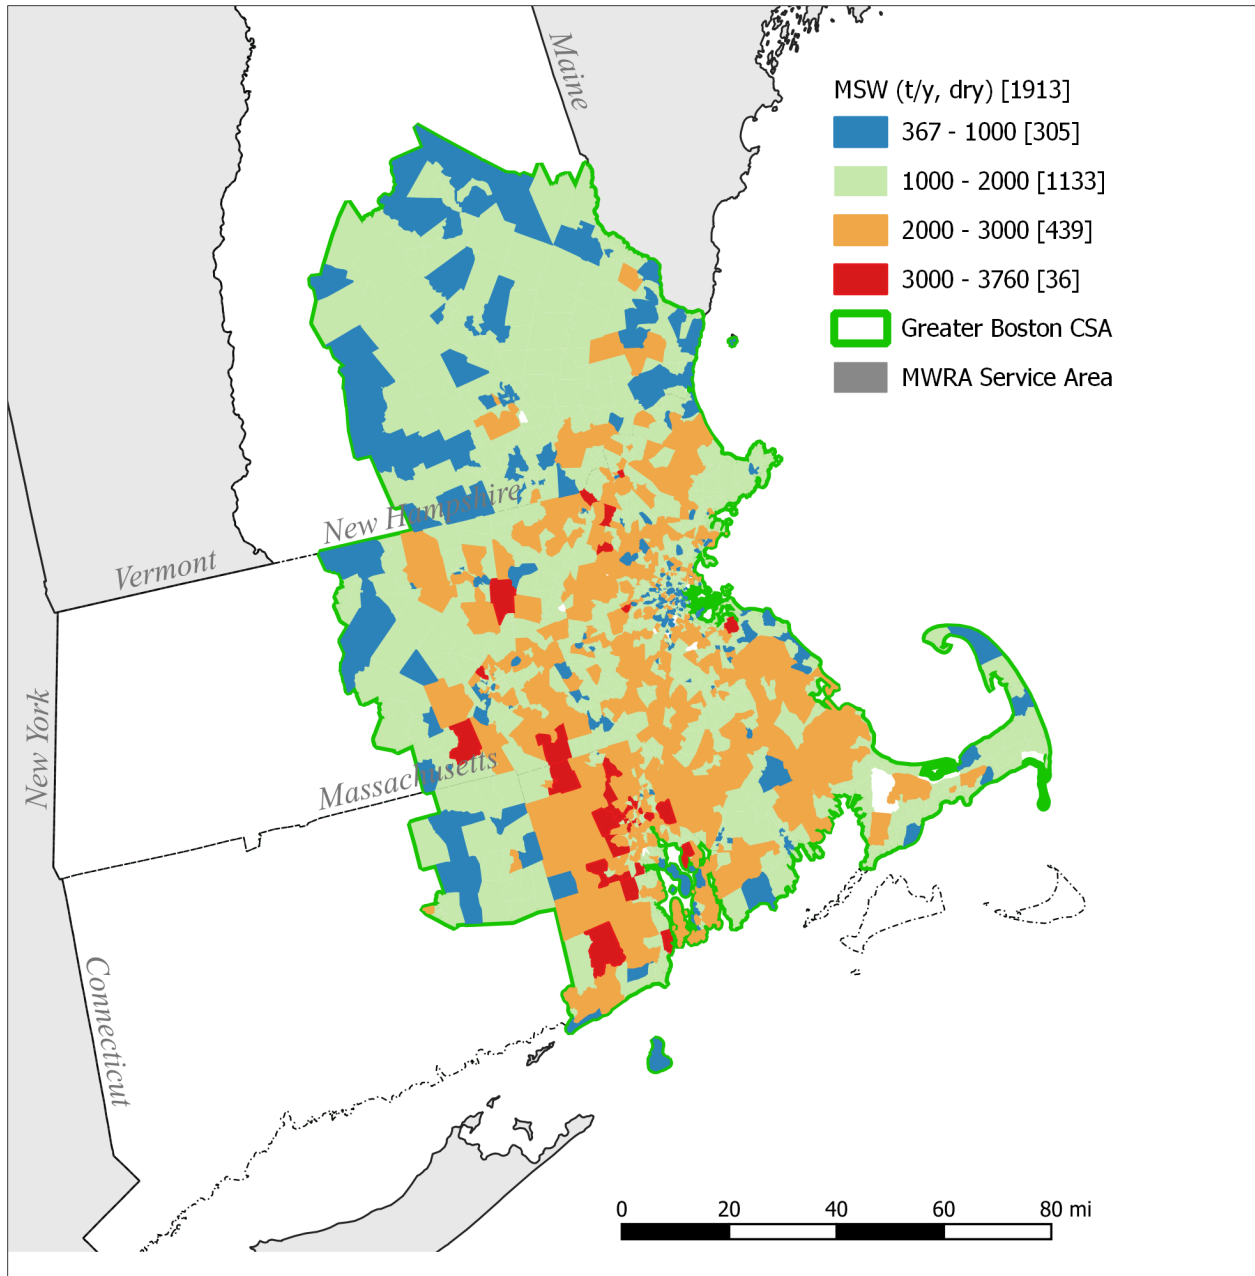 Maine
MSW (t/y, dry) [1913]
367 - 1000 [305]
1000 - 2000 [1133]
2000 - 3000 [439]
3000 - 3760 [36]
Greater Boston CSA
MWRA Service Area
New Hampshire
Vermont
New York
Massachusetts
Connecticut
0 20 40 60 80 mi